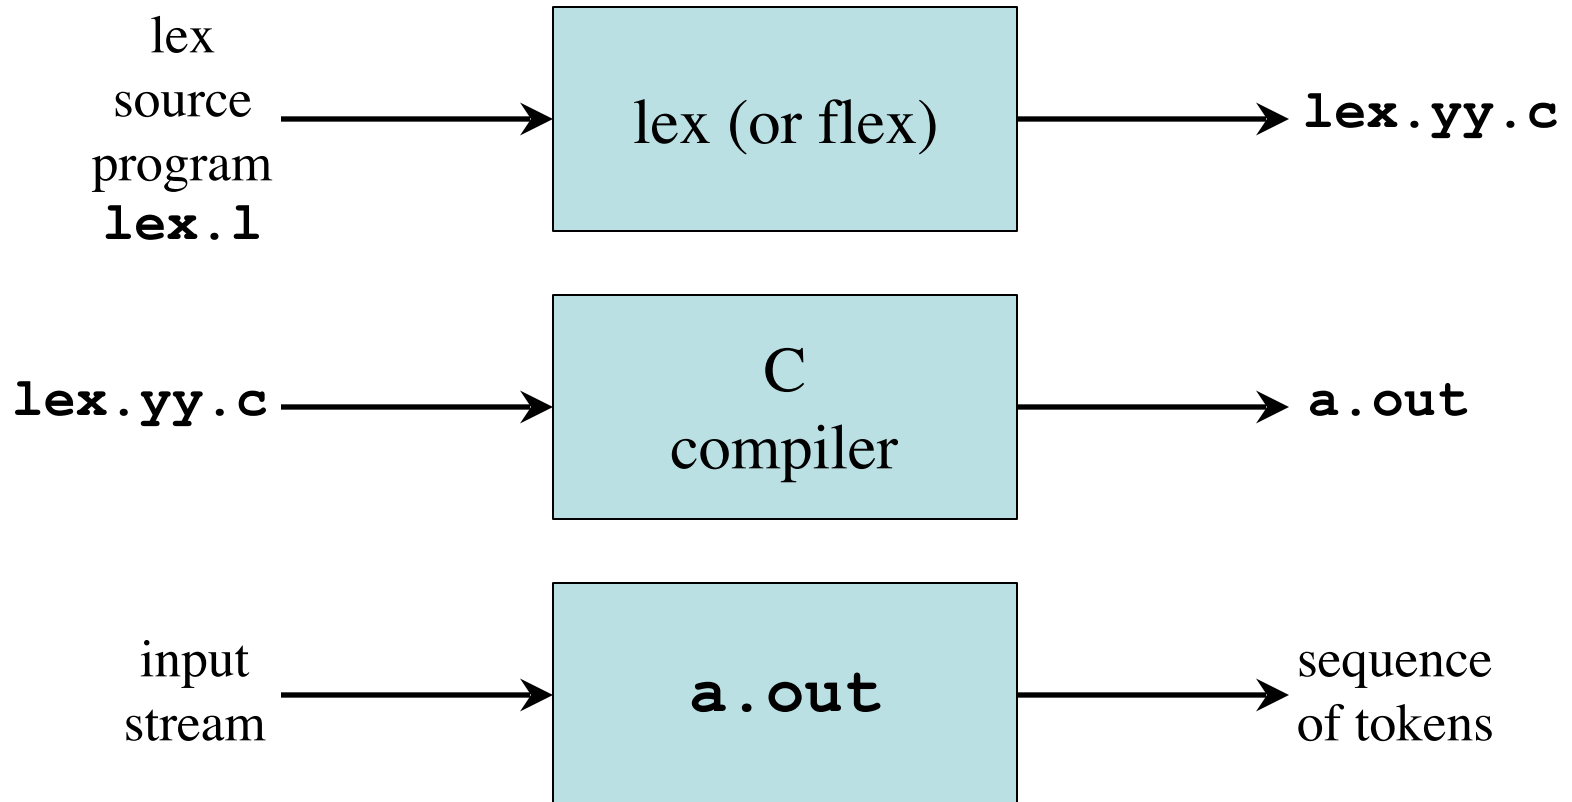 lex
source
program
lex.l
lex (or flex)
lex.yy.c
lex.yy.c
C
compiler
a.out
input
stream
a.out
sequence
of tokens